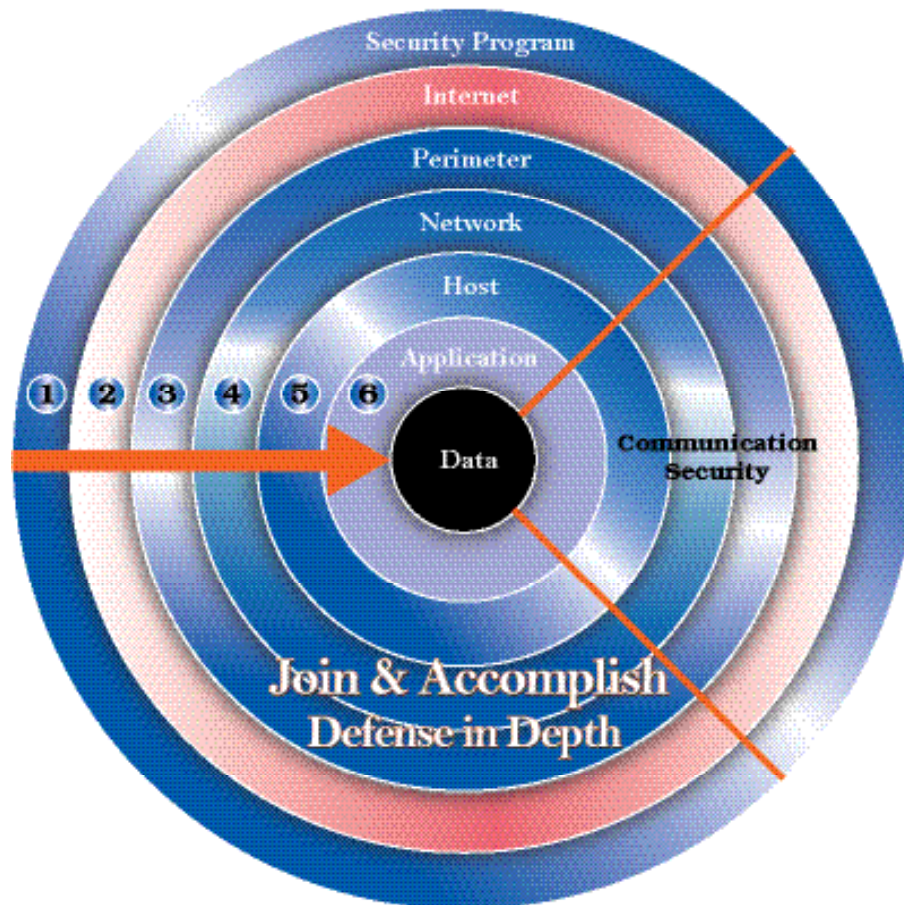 Security Program
Internet
Perimeter
Network
Host
Application
1 2 3 4 5 6
Data
Communication
Security
Join & Accomplish
Defense in Depth